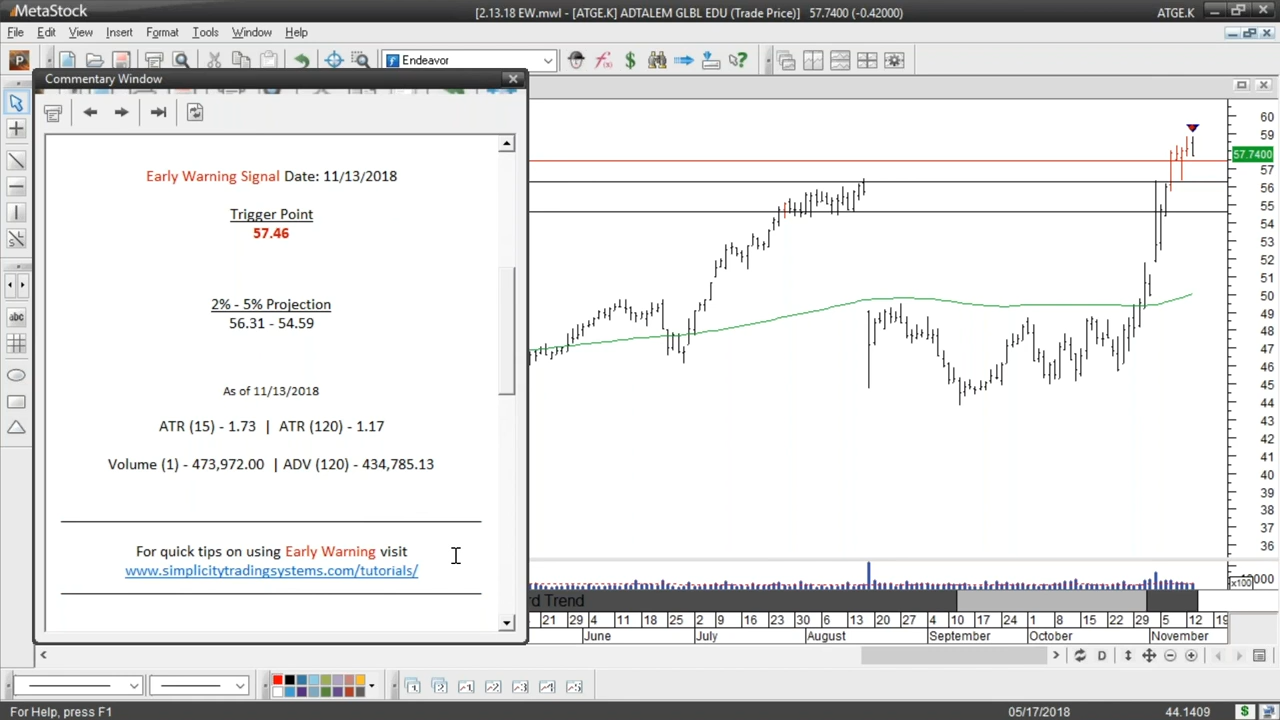 MetaStock
[2.13.18 EW.mwl - [ATGE.K] ADTALEM GLBL EDU (Trade Price)] 57.7400 (-0.42000)
ATGE.K
File Edit View Insert Format Tools Window Help
Endeavor
Commentary Window
Early Warning Signal Date: 11/13/2018
Trigger Point
57.46
2% - 5% Projection
56.31 - 54.59
As of 11/13/2018
ATR (15) - 1.73 | ATR (120) - 1.17
Volume (1) - 473,972.00 | ADV (120) - 434,785.13
For quick tips on using Early Warning visit
www.simplicitytradingsystems.com/tutorials/
abc
60
59
57.7400
57
56
55
54
53
52
51
50
49
48
47
46
45
44
43
42
41
40
39
38
37
36
x100
rd Trend
21 29 4 11 18 25 2 9 16 23 30 6 13 20 27 4 10 17 24 1 8 15 22 29 5 12 19
June July August September October November
D
For Help, press F1
05/17/2018
44.1409